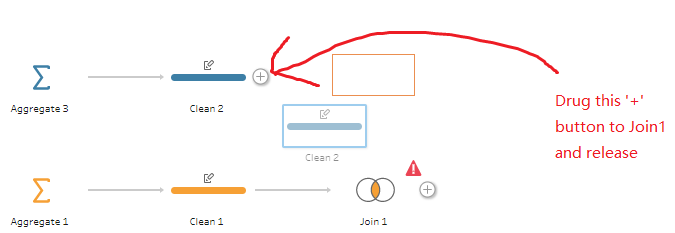 Aggregate 3
Clean 2
Clean 2
Drug this '+'
button to Join1
and release
Aggregate 1
Clean 1
Join 1